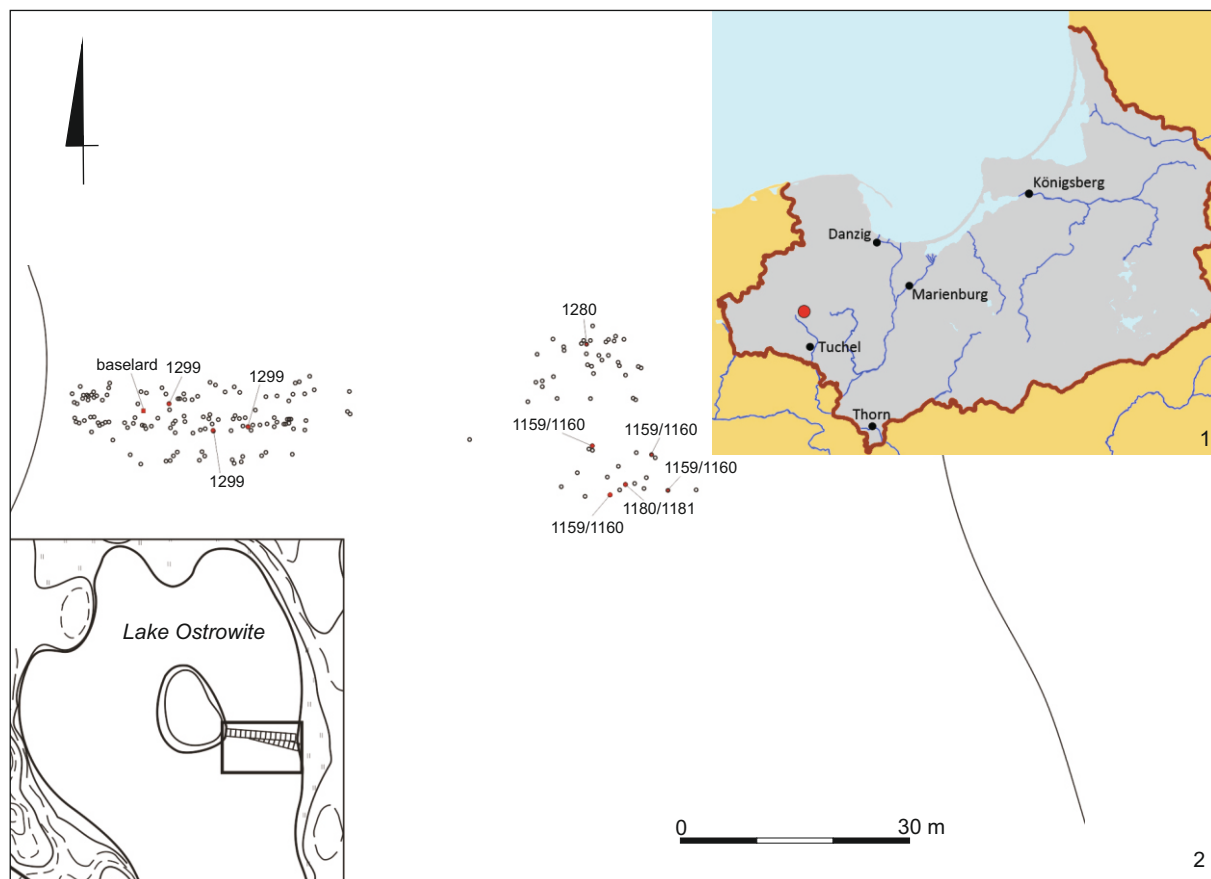 Königsberg
Danzig
Marienburg
Tuchel
Thorn
1
1280
baselard
1299
1299
1159/1160
1159/1160
1159/1160
1299
1180/1181
1159/1160
Lake Ostrowite
0
30 m
2